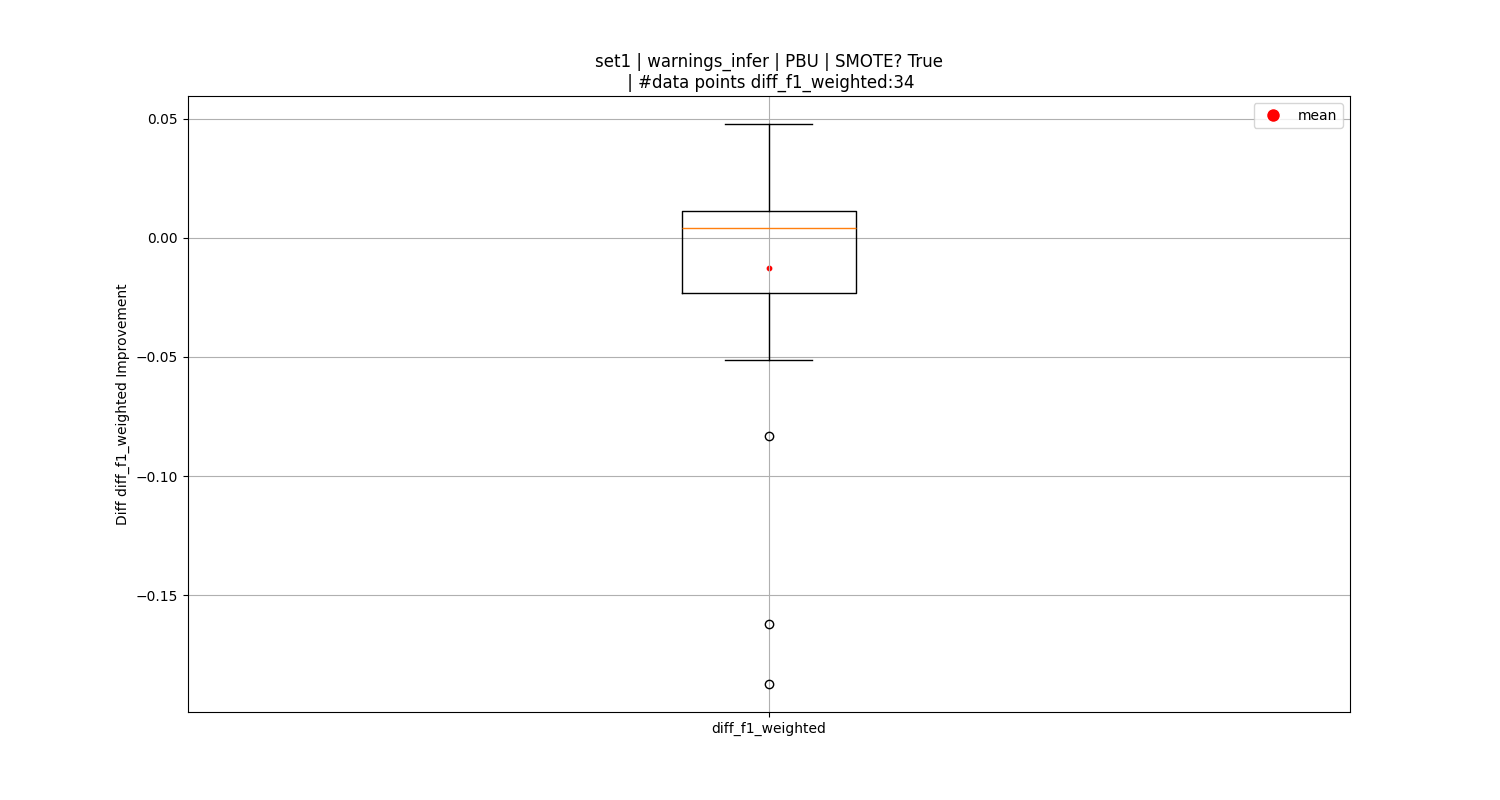 set1 | warnings_infer | PBU | SMOTE? True
| #data points diff_f1_weighted:34
mean
0.05
0.00
−0.05
−0.10
−0.15
Diff diff_f1_weighted Improvement
diff_f1_weighted